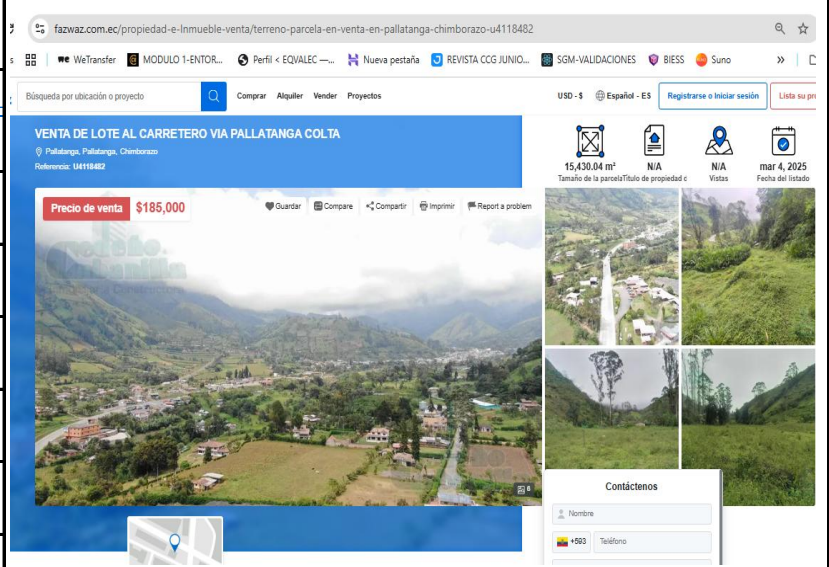 fazwaz.com.ec/propiedad-e-Inmueble-venta/terreno-parcela-en-venta-en-pallatanga-chimborazo-u4118482
s we WeTransfer MODULO 1-ENTOR... Perfil < EQVALEC —... Nueva pestaña REVISTA CCG JUNIO... SGM-VALIDACIONES BIESS Suno »
Búsqueda por ubicación o proyecto Comprar Alquiler Vender Proyectos USD - $ Español - ES Registrarse o Iniciar sesión Lista su pro
VENTA DE LOTE AL CARRETERO VIA PALLATANGA COLTA
Pallatanga, Pallatanga, Chimborazo
Referencia: U4118482
15,430.04 m² N/A N/A mar 4, 2025
Tamaño de la parcela Título de propiedad c Vistas Fecha del listado
Precio de venta $185,000 Guardar Compare Compartir Imprimir Report a problem
6
Contáctenos
Nombre
+593 Teléfono